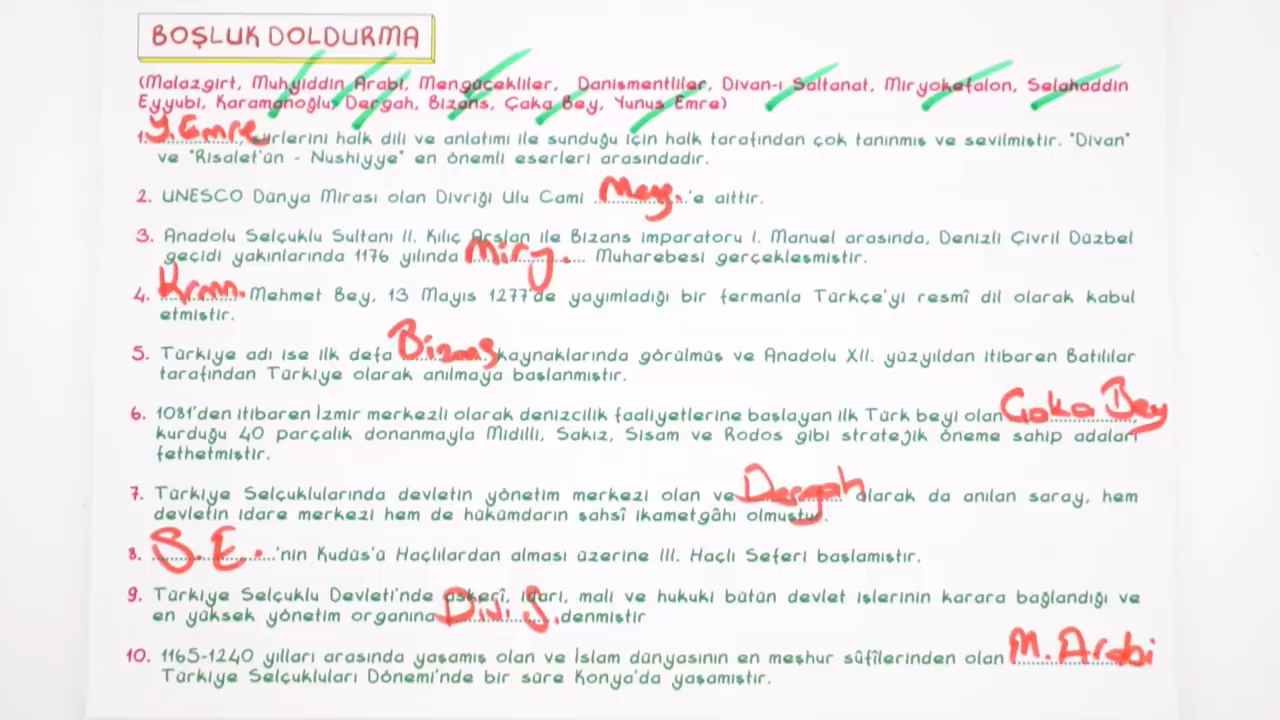 BOŞLUK DOLDURMA
(Malazgirt, Muhyiddin Arabi, Mengücekliler, Danişmentliler, Divan-ı Saltanat, Miryokefalon, Selahaddin
Eyyubi, Karamanoğlu, Dergah, Bizans, Çaka Bey, Yunus Emre)
1. Y. Emre, şiirlerini halk dili ve anlatımı ile sunduğu için halk tarafından çok tanınmış ve sevilmiştir. "Divan"
ve "Risalet'ün - Nushiyye" en önemli eserleri arasındadır.
2. UNESCO Dünya Mirası olan Divriği Ulu Cami Meng.'e aittir.
3. Anadolu Selçuklu Sultanı II. Kılıç Arslan ile Bizans imparatoru I. Manuel arasında, Denizli Çivril Düzbel
geçidi yakınlarında 1176 yılında Miry. Muharebesi gerçekleşmiştir.
4. Krmn. Mehmet Bey, 13 Mayıs 1277'de yayımladığı bir fermanla Türkçe'yi resmî dil olarak kabul
etmiştir.
5. Türkiye adı ise ilk defa Bizans kaynaklarında görülmüş ve Anadolu XII. yüzyıldan itibaren Batılılar
tarafından Türkiye olarak anılmaya başlanmıştır.
6. 1081'den itibaren İzmir merkezli olarak denizcilik faaliyetlerine başlayan ilk Türk beyi olan Çaka Bey,
kurduğu 40 parçalık donanmayla Midilli, Sakız, Sisam ve Rodos gibi stratejik öneme sahip adaları
fethetmiştir.
7. Türkiye Selçuklularında devletin yönetim merkezi olan ve Dergah olarak da anılan saray, hem
devletin idare merkezi hem de hükümdarın şahsî ikametgâhı olmuştur.
8. S. E. 'nin Kudüs'ü Haçlılardan alması üzerine III. Haçlı Seferi başlamıştır.
9. Türkiye Selçuklu Devleti'nde askerî, idari, mali ve hukuki bütün devlet işlerinin karara bağlandığı ve
en yüksek yönetim organına Div. S. denmiştir
10. 1165-1240 yılları arasında yaşamış olan ve İslam dünyasının en meşhur sûfîlerinden olan M. Arabi
Türkiye Selçukluları Dönemi'nde bir süre Konya'da yaşamıştır.